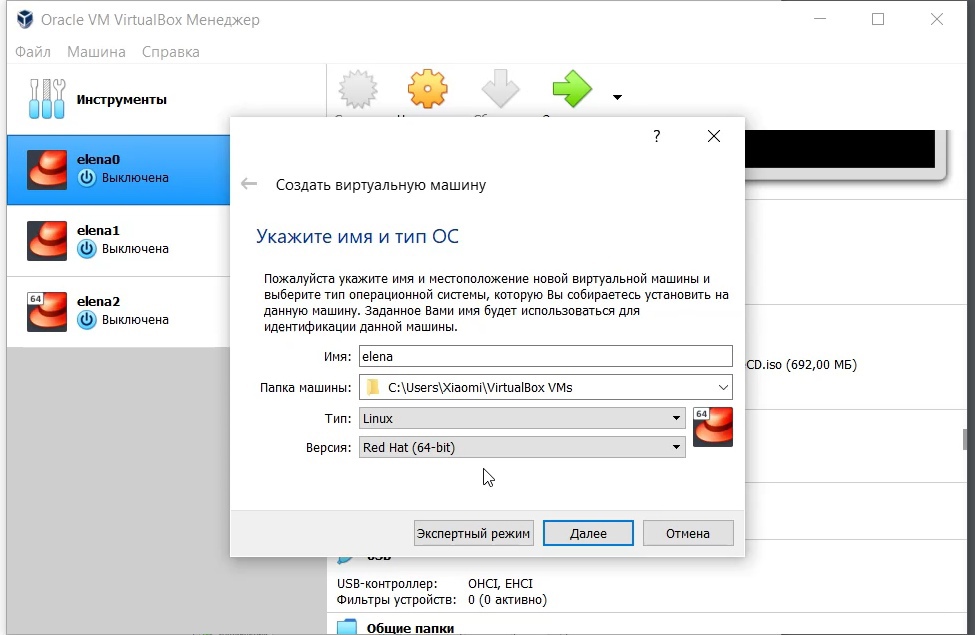 Oracle VM VirtualBox Менеджер
Файл Машина Справка
Инструменты
elena0
Выключена
elena1
Выключена
64
elena2
Выключена
?
Создать виртуальную машину
Укажите имя и тип ОС
Пожалуйста укажите имя и местоположение новой виртуальной машины и
выберите тип операционной системы, которую Вы собираетесь установить на
данную машину. Заданное Вами имя будет использоваться для
идентификации данной машины.
Имя: elena
Папка машины: C:\Users\Xiaomi\VirtualBox VMs
Тип: Linux
64
Версия: Red Hat (64-bit)
Экспертный режим Далее Отмена
CD.iso (692,00 МБ)
USB
USB-контроллер: OHCI, EHCI
Фильтры устройств: 0 (0 активно)
Общие папки